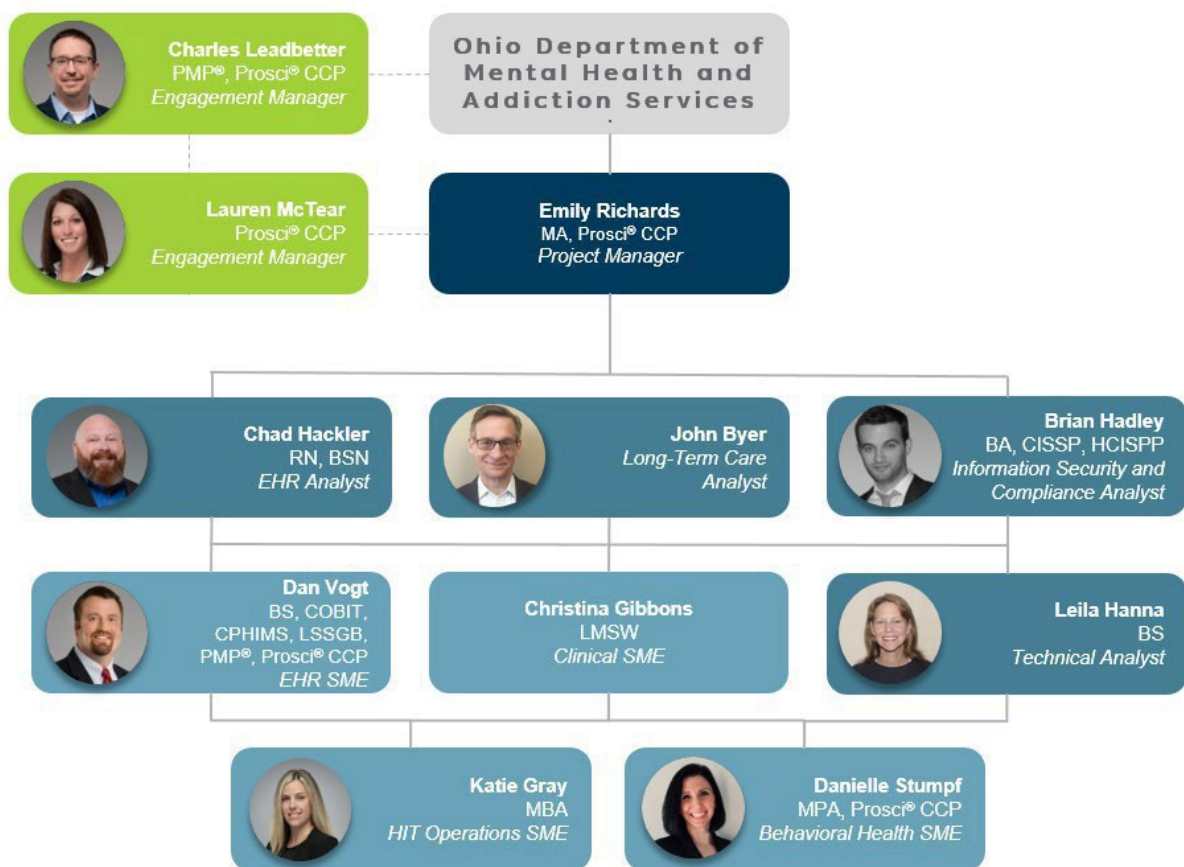 Charles Leadbetter
PMP®, Prosci® CCP
Engagement Manager
Ohio Department of
Mental Health and
Addiction Services
.
Lauren McTear
Prosci® CCP
Engagement Manager
Emily Richards
MA, Prosci® CCP
Project Manager
Chad Hackler
RN, BSN
EHR Analyst
John Byer
Long-Term Care
Analyst
Brian Hadley
BA, CISSP, HCISPP
Information Security and
Compliance Analyst
Dan Vogt
BS, COBIT,
CPHIMS, LSSGB,
PMP®, Prosci® CCP
EHR SME
Christina Gibbons
LMSW
Clinical SME
Leila Hanna
BS
Technical Analyst
Katie Gray
MBA
HIT Operations SME
Danielle Stumpf
MPA, Prosci® CCP
Behavioral Health SME